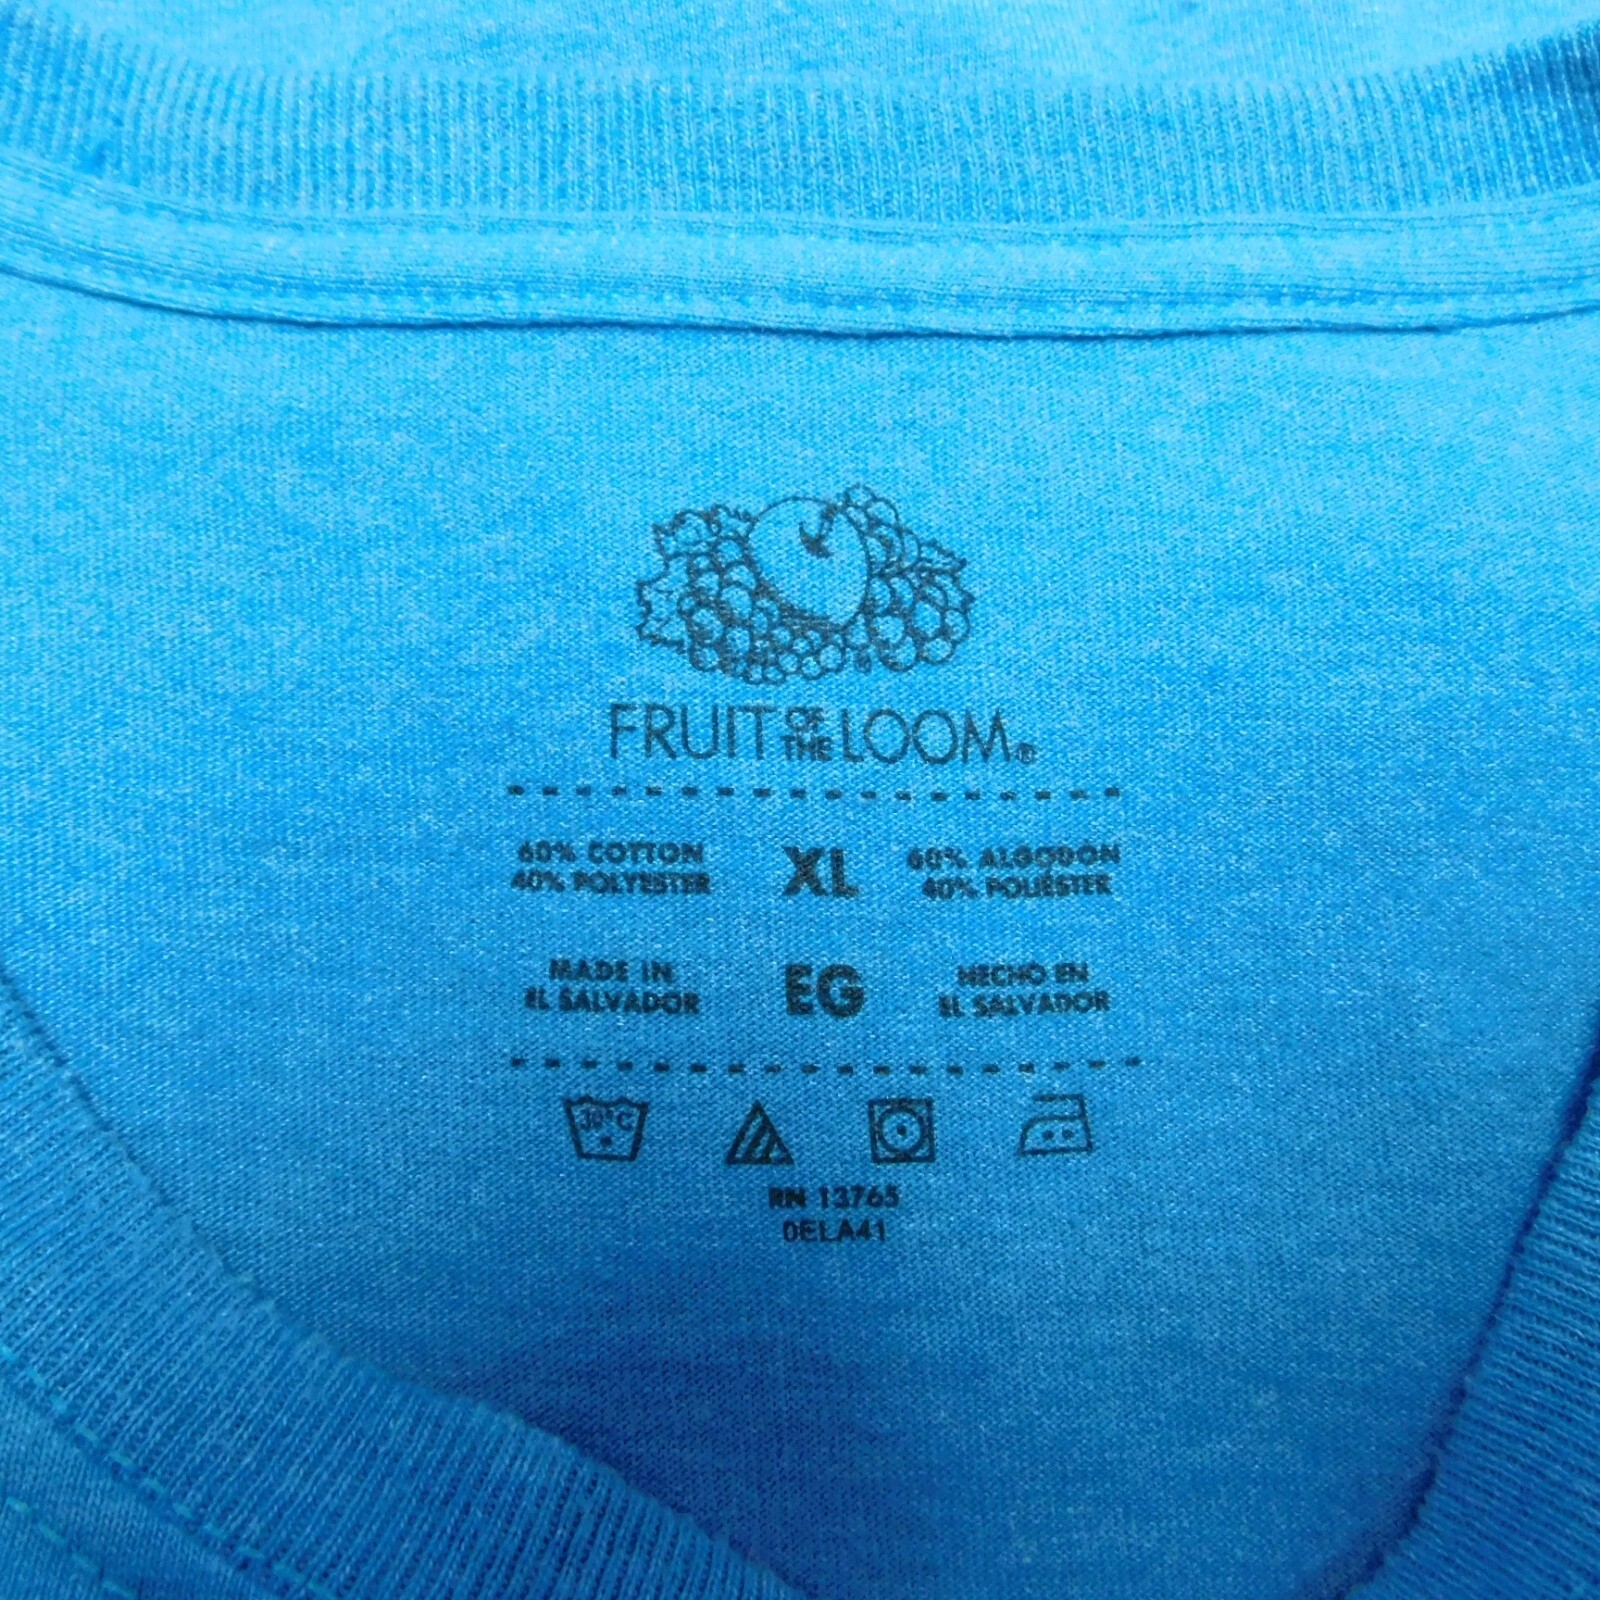 FRUIT OF THE LOOM®
60% COTTON
40% POLYESTER
XL
60% ALGODON
40% POLIÉSTER
MADE IN
EL SALVADOR
EG
HECHO EN
EL SALVADOR
30°C
RN 13765
0ELA41